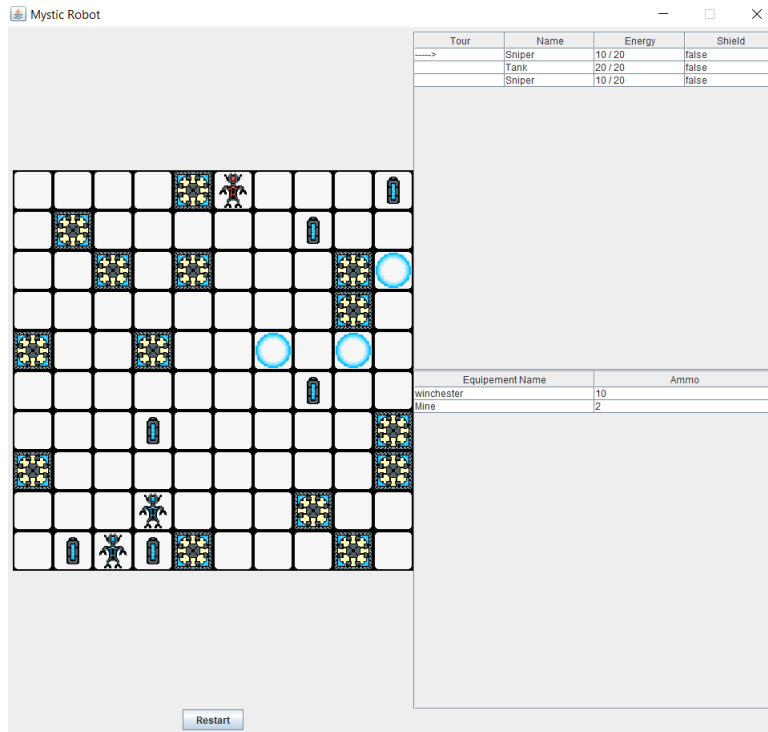 Mystic Robot
Tour Name Energy Shield
-----> Sniper 10 / 20 false
Tank 20 / 20 false
Sniper 10 / 20 false
Equipement Name Ammo
winchester 10
Mine 2
Restart